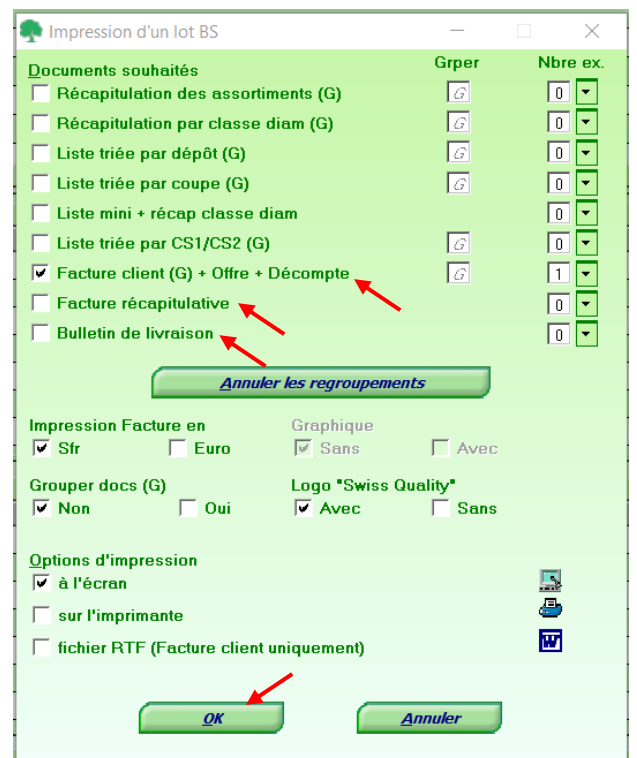 Impression d'un lot BS
Documents souhaités Grper Nbre ex.
Récapitulation des assortiments (G) G 0
Récapitulation par classe diam (G) G 0
Liste triée par dépôt (G) G 0
Liste triée par coupe (G) G 0
Liste mini + récap classe diam 0
Liste triée par CS1/CS2 (G) G 0
Facture client (G) + Offre + Décompte G 1
Facture récapitulative 0
Bulletin de livraison 0
Annuler les regroupements
Impression Facture en Graphique
Sfr Euro Sans Avec
Grouper docs (G) Logo "Swiss Quality"
Non Oui Avec Sans
Options d'impression
à l'écran
sur l'imprimante
fichier RTF (Facture client uniquement) W
OK Annuler